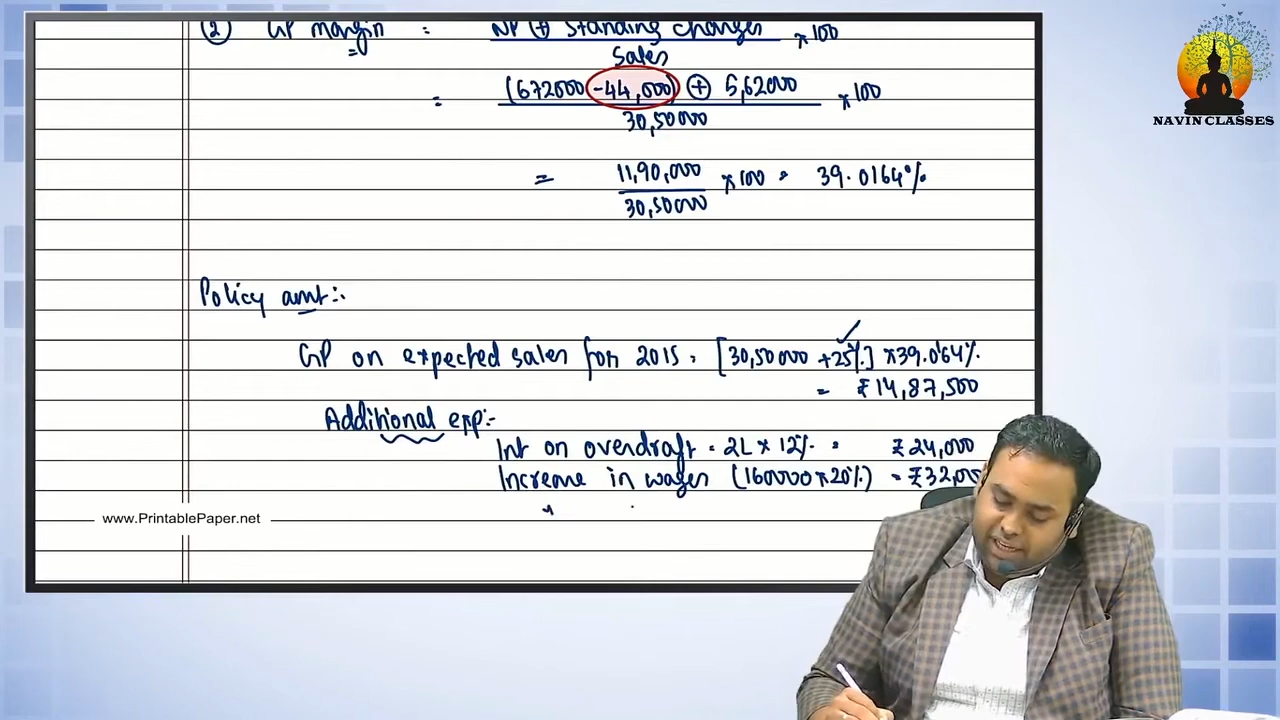 ② GP margin = NP ⊕ Standing charges × 100
Sales
= (672000 -44,000) ⊕ 5,62000 × 100
30,50000
= 11,90,000 × 100 = 39.0164%
30,50000
Policy amt:-
GP on expected sales for 2015 = [30,50000 + 25%] × 39.064%
= ₹14,87,500
Additional exp:-
Int on overdraft = 2L × 12% = ₹24,000
Increase in wages (160000 × 20%) = ₹32,000
www.PrintablePaper.net
NAVIN CLASSES